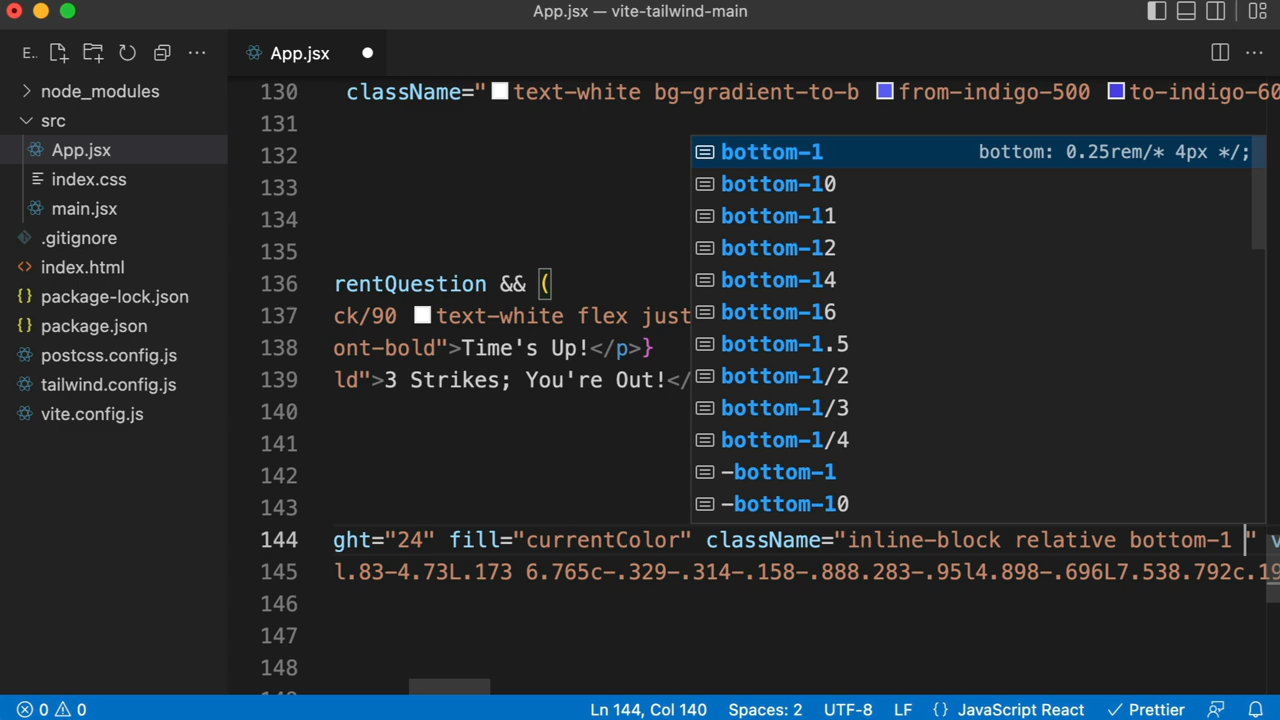 App.jsx — vite-tailwind-main
E..
App.jsx
node_modules
src
App.jsx
index.css
main.jsx
.gitignore
index.html
package-lock.json
package.json
postcss.config.js
tailwind.config.js
vite.config.js
130 className="text-white bg-gradient-to-b from-indigo-500 to-indigo-60
131
132
133
134
135
136 rentQuestion && (
137 ck/90 text-white flex just
138 ont-bold">Time's Up!</p>}
139 ld">3 Strikes; You're Out!</
140
141
142
143
144 ght="24" fill="currentColor" className="inline-block relative bottom-1 " v
145 l.83-4.73L.173 6.765c-.329-.314-.158-.888.283-.95l4.898-.696L7.538.792c.19
146
147
148
bottom-1 bottom: 0.25rem/* 4px */;
bottom-10
bottom-11
bottom-12
bottom-14
bottom-16
bottom-1.5
bottom-1/2
bottom-1/3
bottom-1/4
-bottom-1
-bottom-10
0 0 Ln 144, Col 140 Spaces: 2 UTF-8 LF {} JavaScript React Prettier